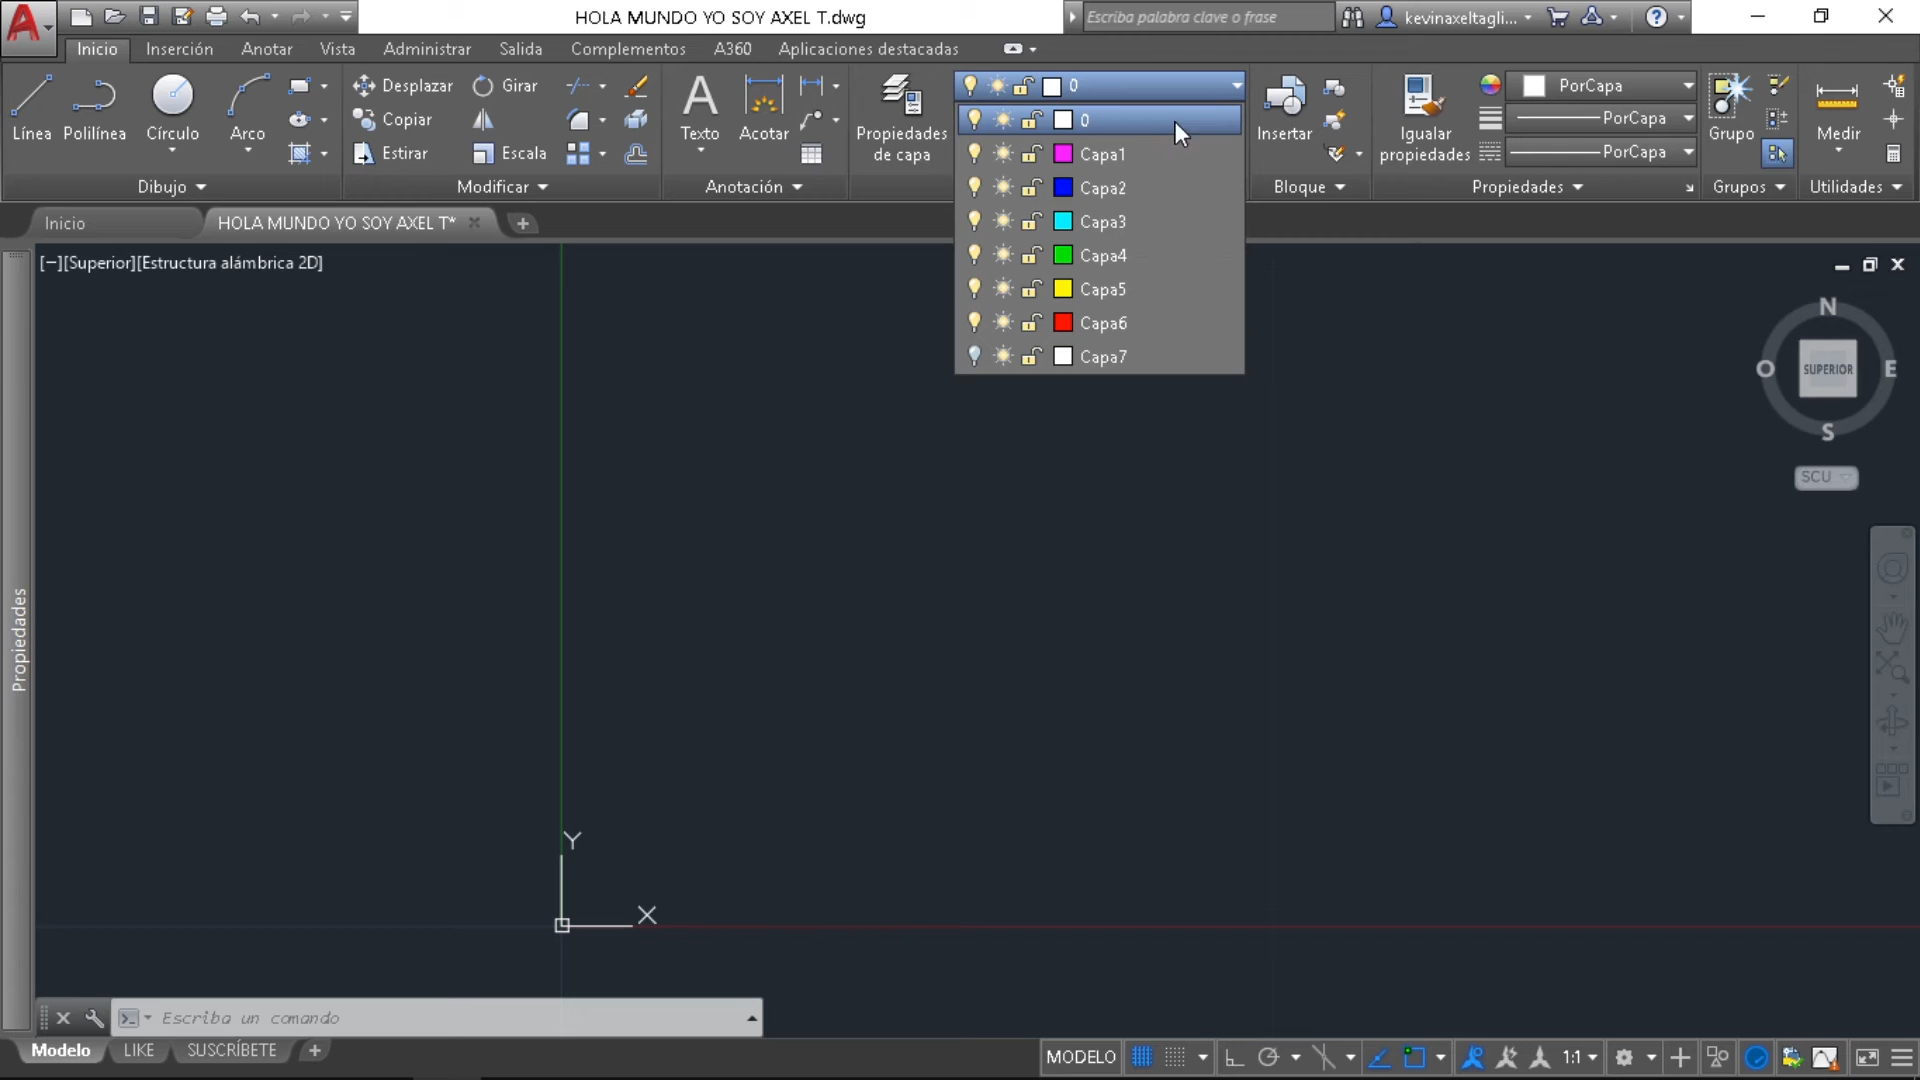 HOLA MUNDO YO SOY AXEL T.dwg
Escriba palabra clave o frase
kevinaxeltagli...
Inicio Inserción Anotar Vista Administrar Salida Complementos A360 Aplicaciones destacadas
Línea Polilínea Círculo Arco
Dibujo
Desplazar Girar
Copiar
Estirar Escala
Modificar
Texto Acotar
Anotación
Propiedades
de capa
0
0
Capa1
Capa2
Capa3
Capa4
Capa5
Capa6
Capa7
Insertar
Bloque
Igualar
propiedades
PorCapa
PorCapa
PorCapa
Propiedades
Grupo
Grupos
Medir
Utilidades
Inicio HOLA MUNDO YO SOY AXEL T*
[−][Superior][Estructura alámbrica 2D]
N
O SUPERIOR E
S
SCU
Propiedades
Y
X
Escriba un comando
Modelo LIKE SUSCRÍBETE
MODELO 1:1